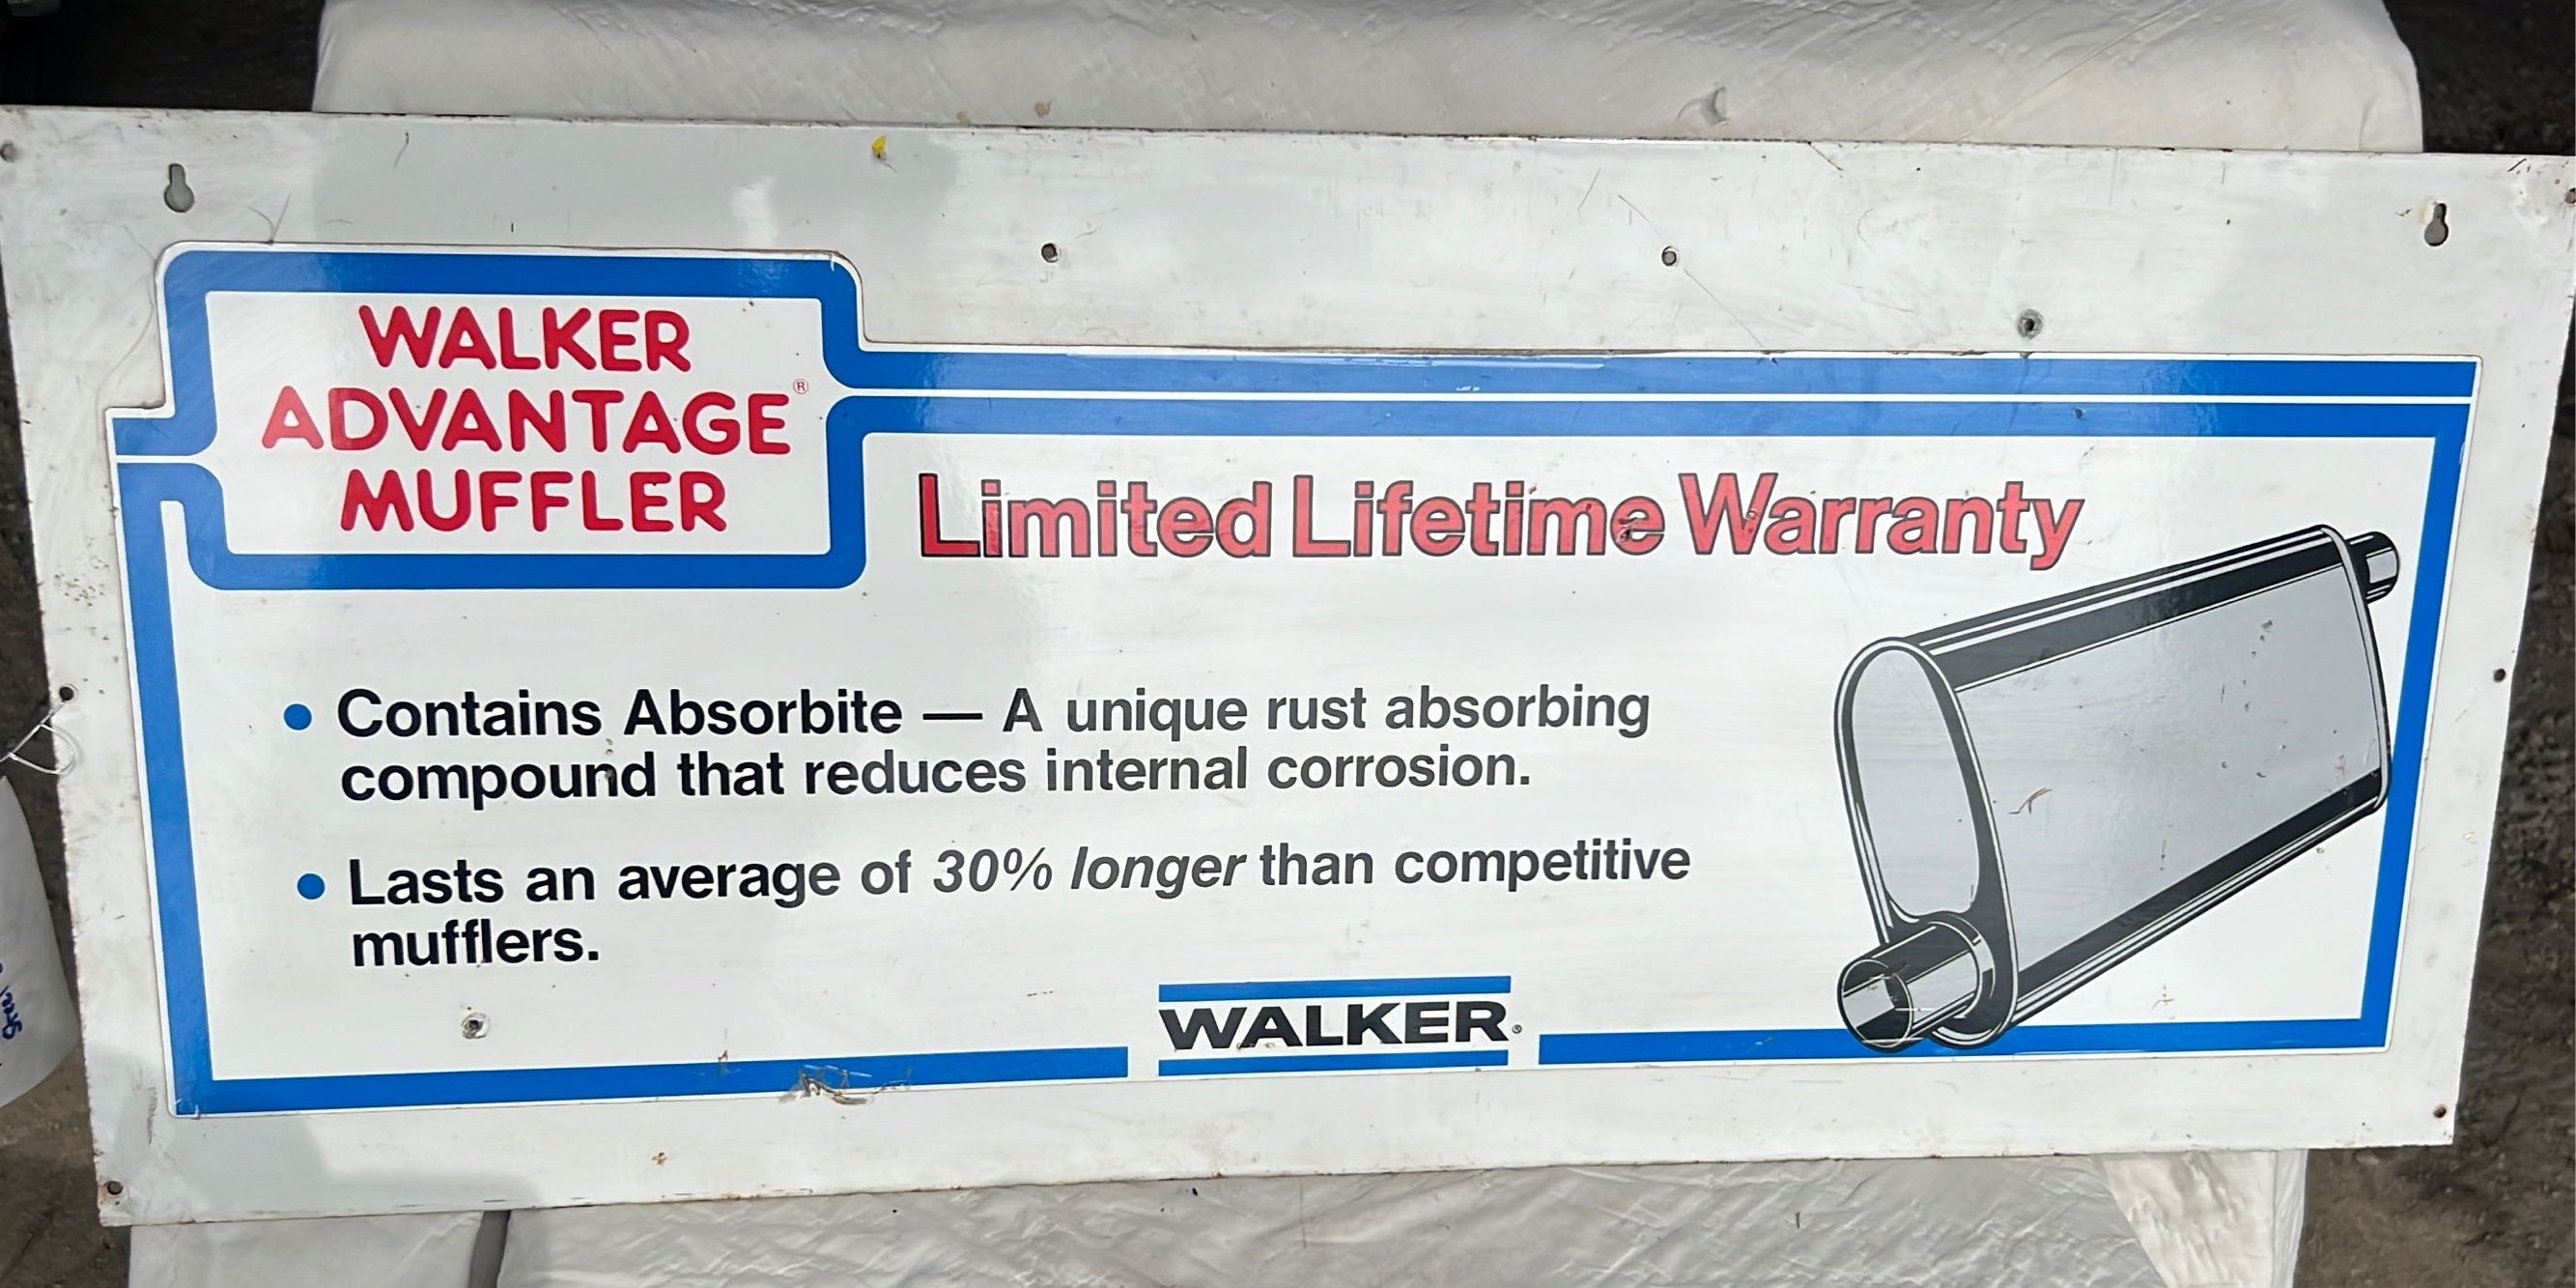 WALKER
ADVANTAGE®
MUFFLER
Limited Lifetime Warranty
• Contains Absorbite — A unique rust absorbing
compound that reduces internal corrosion.
• Lasts an average of 30% longer than competitive
mufflers.
WALKER®